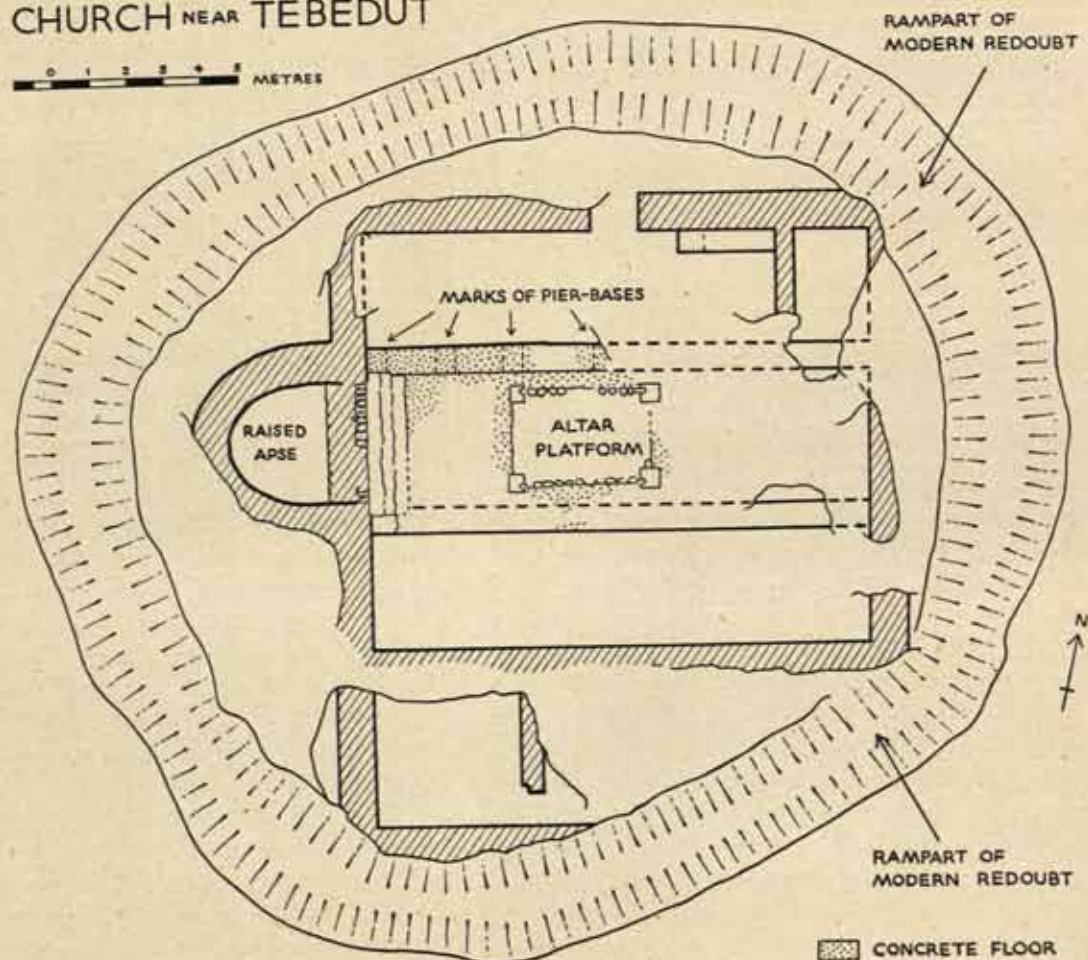 CHURCH NEAR TEBEDUT
0 1 2 3 4 5 METRES
RAMPART OF
MODERN REDOUBT
MARKS OF PIER-BASES
RAISED
APSE
ALTAR
PLATFORM
N
RAMPART OF
MODERN REDOUBT
CONCRETE FLOOR